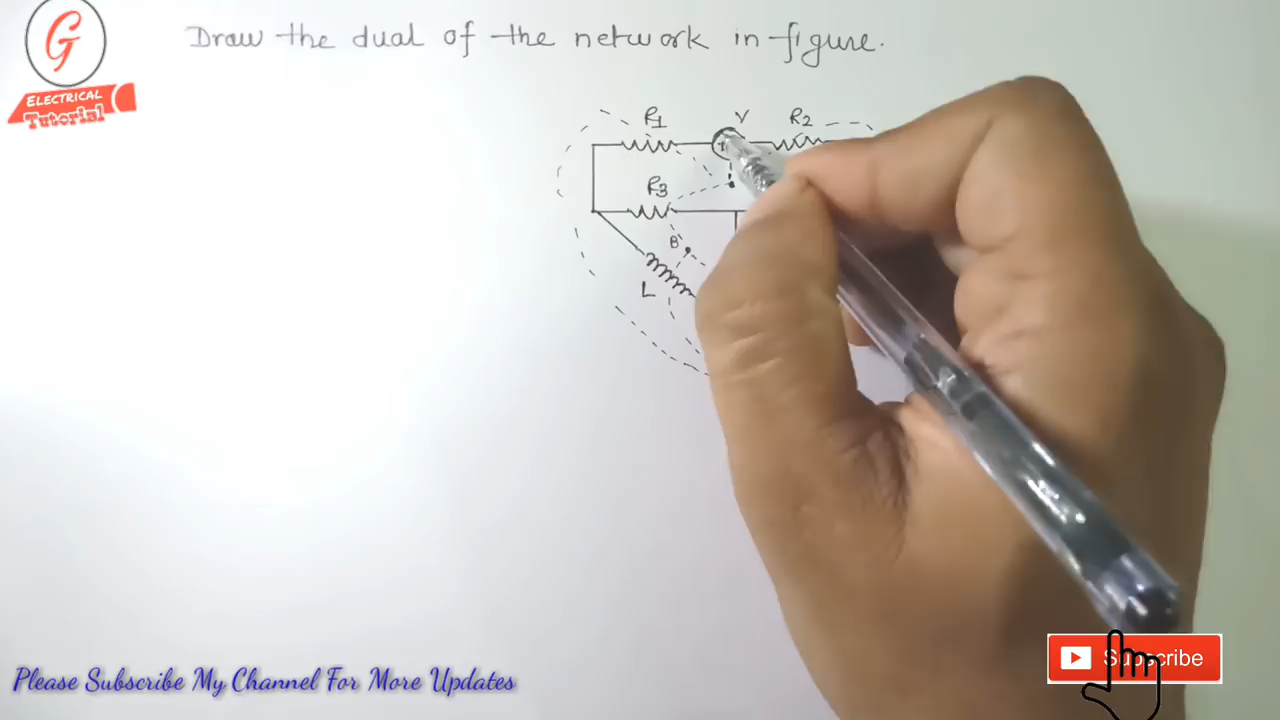 G
ELECTRICAL
Tutorial
Draw the dual of the network in figure.
R1 V R2
R3
B
L
Please Subscribe My Channel For More Updates
Subscribe